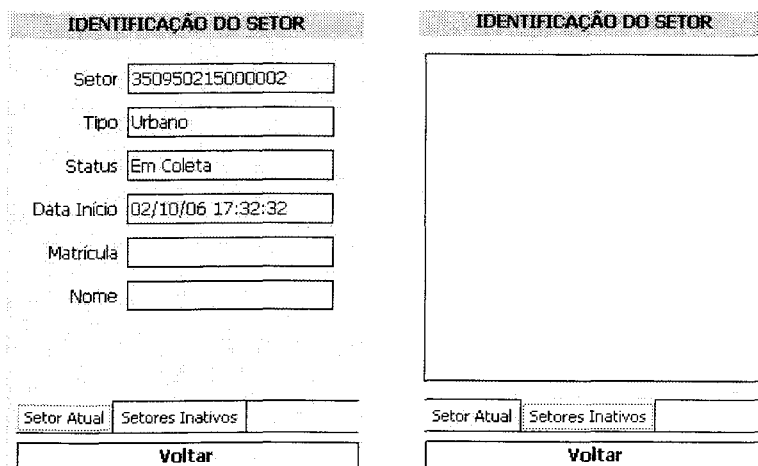 IDENTIFICAÇÃO DO SETOR
Setor 350950215000002
Tipo Urbano
Status Em Coleta
Data Início 02/10/06 17:32:32
Matrícula
Nome
Setor Atual Setores Inativos
Voltar
IDENTIFICAÇÃO DO SETOR
Setor Atual Setores Inativos
Voltar